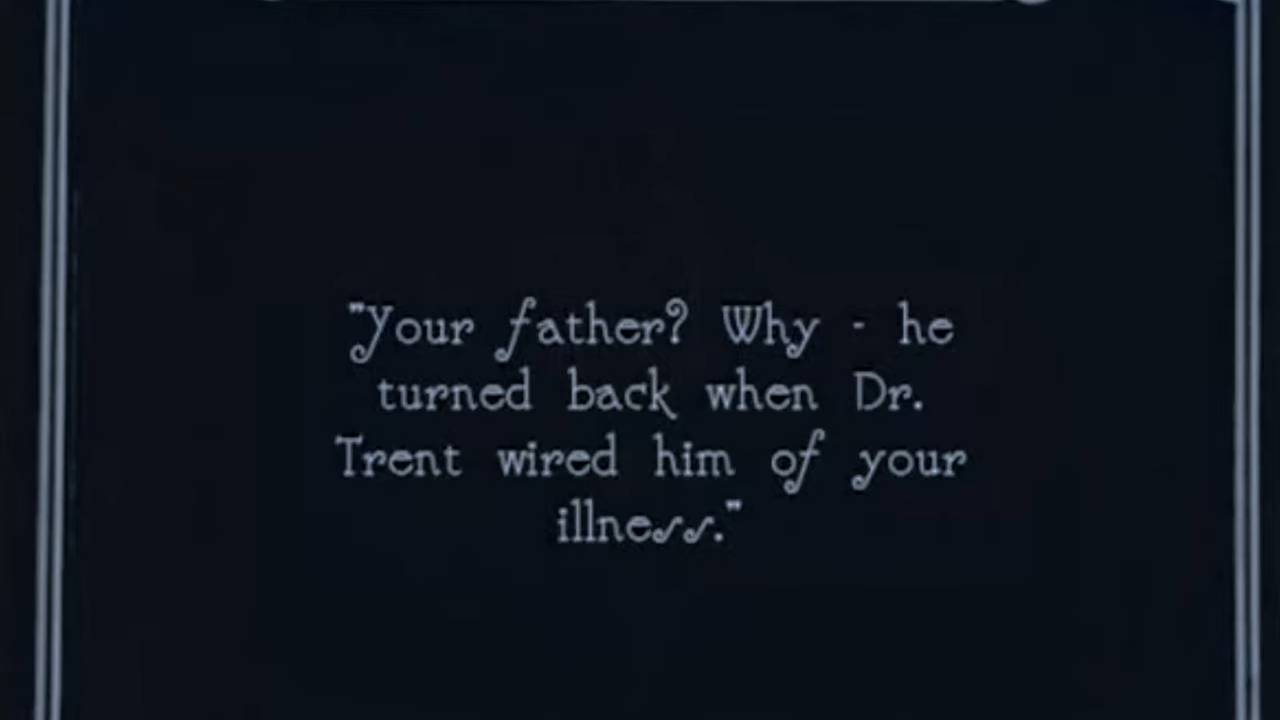 "Your father? Why - he
turned back when Dr.
Trent wired him of your
illness."